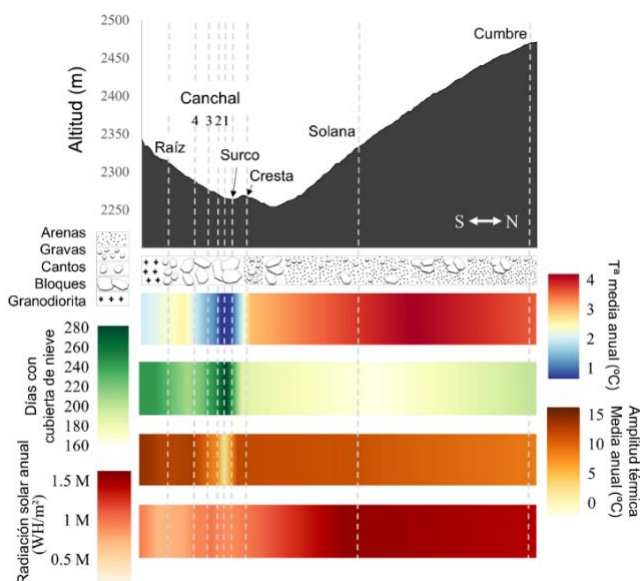 2500
2450
2400
2350
2300
2250
Altitud (m)
Cumbre
Canchal
4 3 2 1
Solana
Raíz
Surco
Cresta
S N
Arenas
Gravas
Cantos
Bloques
Granodiorita
4
3
2
1
Tª media anual (ºC)
280
240
220
200
180
160
Días con
cubierta de nieve
15
10
5
0
Amplitud térmica
Media anual (ºC)
1.5 M
1 M
0.5 M
Radiación solar anual
(WH/m²)